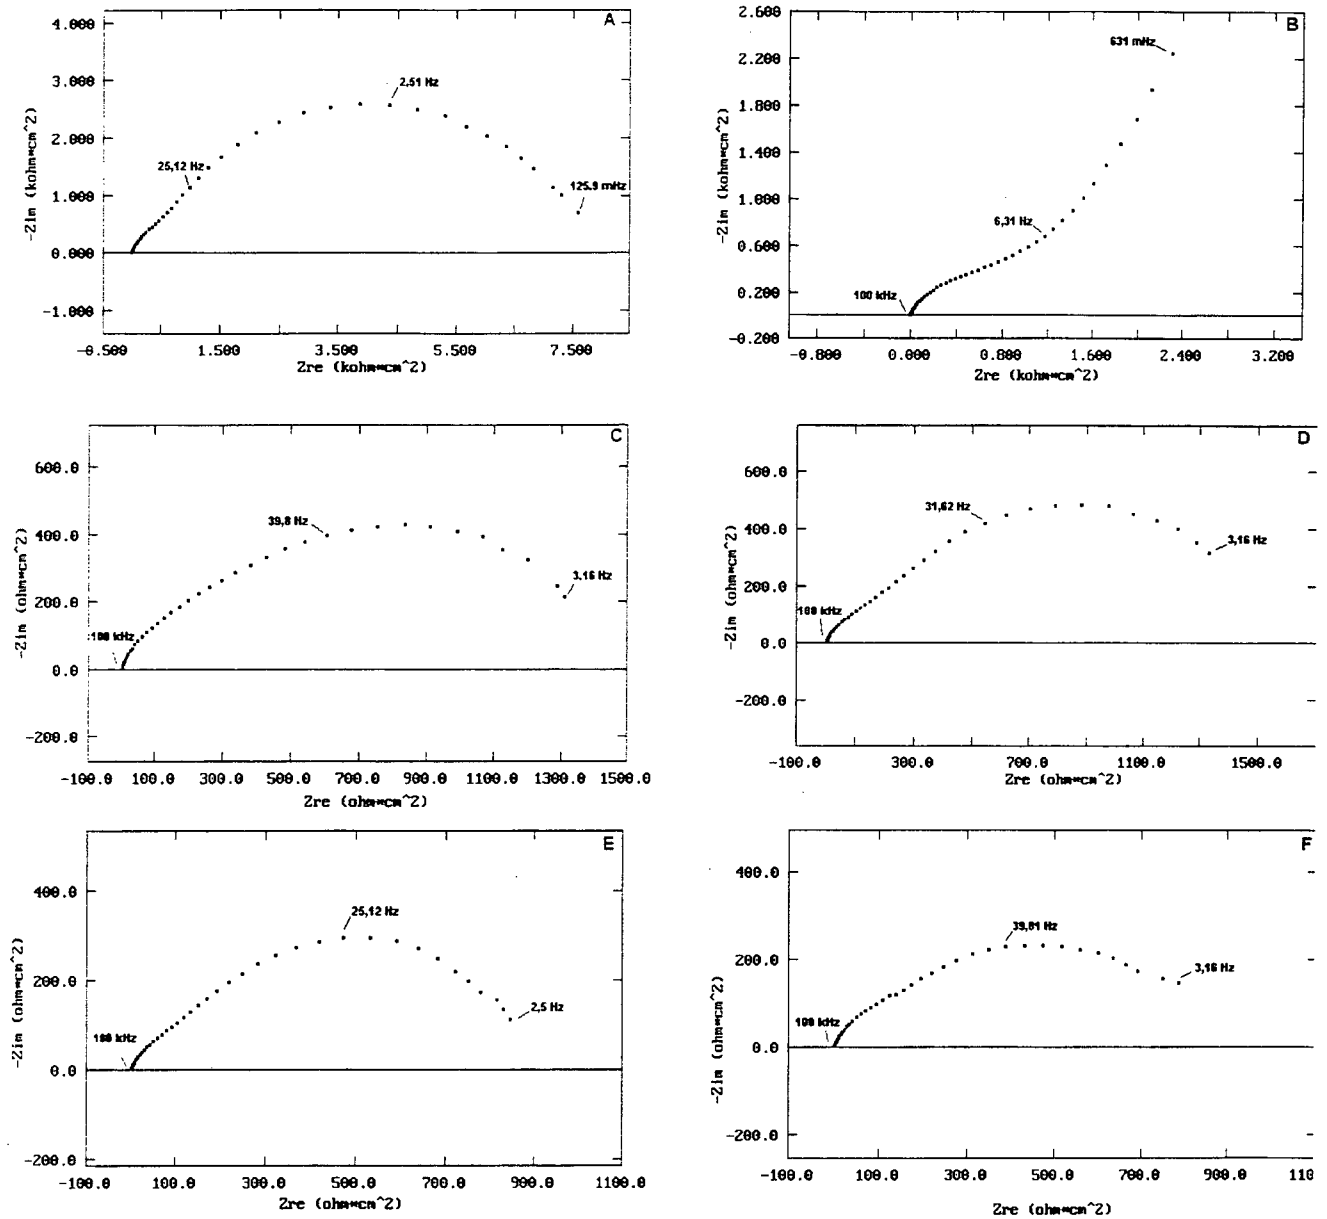 A
4.000
3.000
2.000
1.000
0.000
-1.000
-Zim (kohm*cm^2)
2,51 Hz
25,12 Hz
125.9 mHz
-0.500 1.500 3.500 5.500 7.500
Zre (kohm*cm^2)
B
2.600
2.200
1.800
1.400
1.000
0.600
0.200
-0.200
-Zim (kohm*cm^2)
631 mHz
6,31 Hz
100 kHz
-0.800 0.000 0.800 1.600 2.400 3.200
Zre (kohm*cm^2)
C
600.0
400.0
200.0
0.0
-200.0
-Zim (ohm*cm^2)
39,8 Hz
3,16 Hz
100 kHz
-100.0 100.0 300.0 500.0 700.0 900.0 1100.0 1300.0 1500.0
Zre (ohm*cm^2)
D
600.0
400.0
200.0
0.0
-200.0
-Zim (ohm*cm^2)
31,62 Hz
3,16 Hz
100 kHz
-100.0 300.0 700.0 1100.0 1500.0
Zre (ohm*cm^2)
E
400.0
200.0
0.0
-200.0
-Zim (ohm*cm^2)
25,12 Hz
2,5 Hz
100 kHz
-100.0 100.0 300.0 500.0 700.0 900.0 1100.0
Zre (ohm*cm^2)
F
400.0
200.0
0.0
-200.0
-Zim (ohm*cm^2)
39,81 Hz
3,16 Hz
100 kHz
-100.0 100.0 300.0 500.0 700.0 900.0 110
Zre (ohm*cm^2)